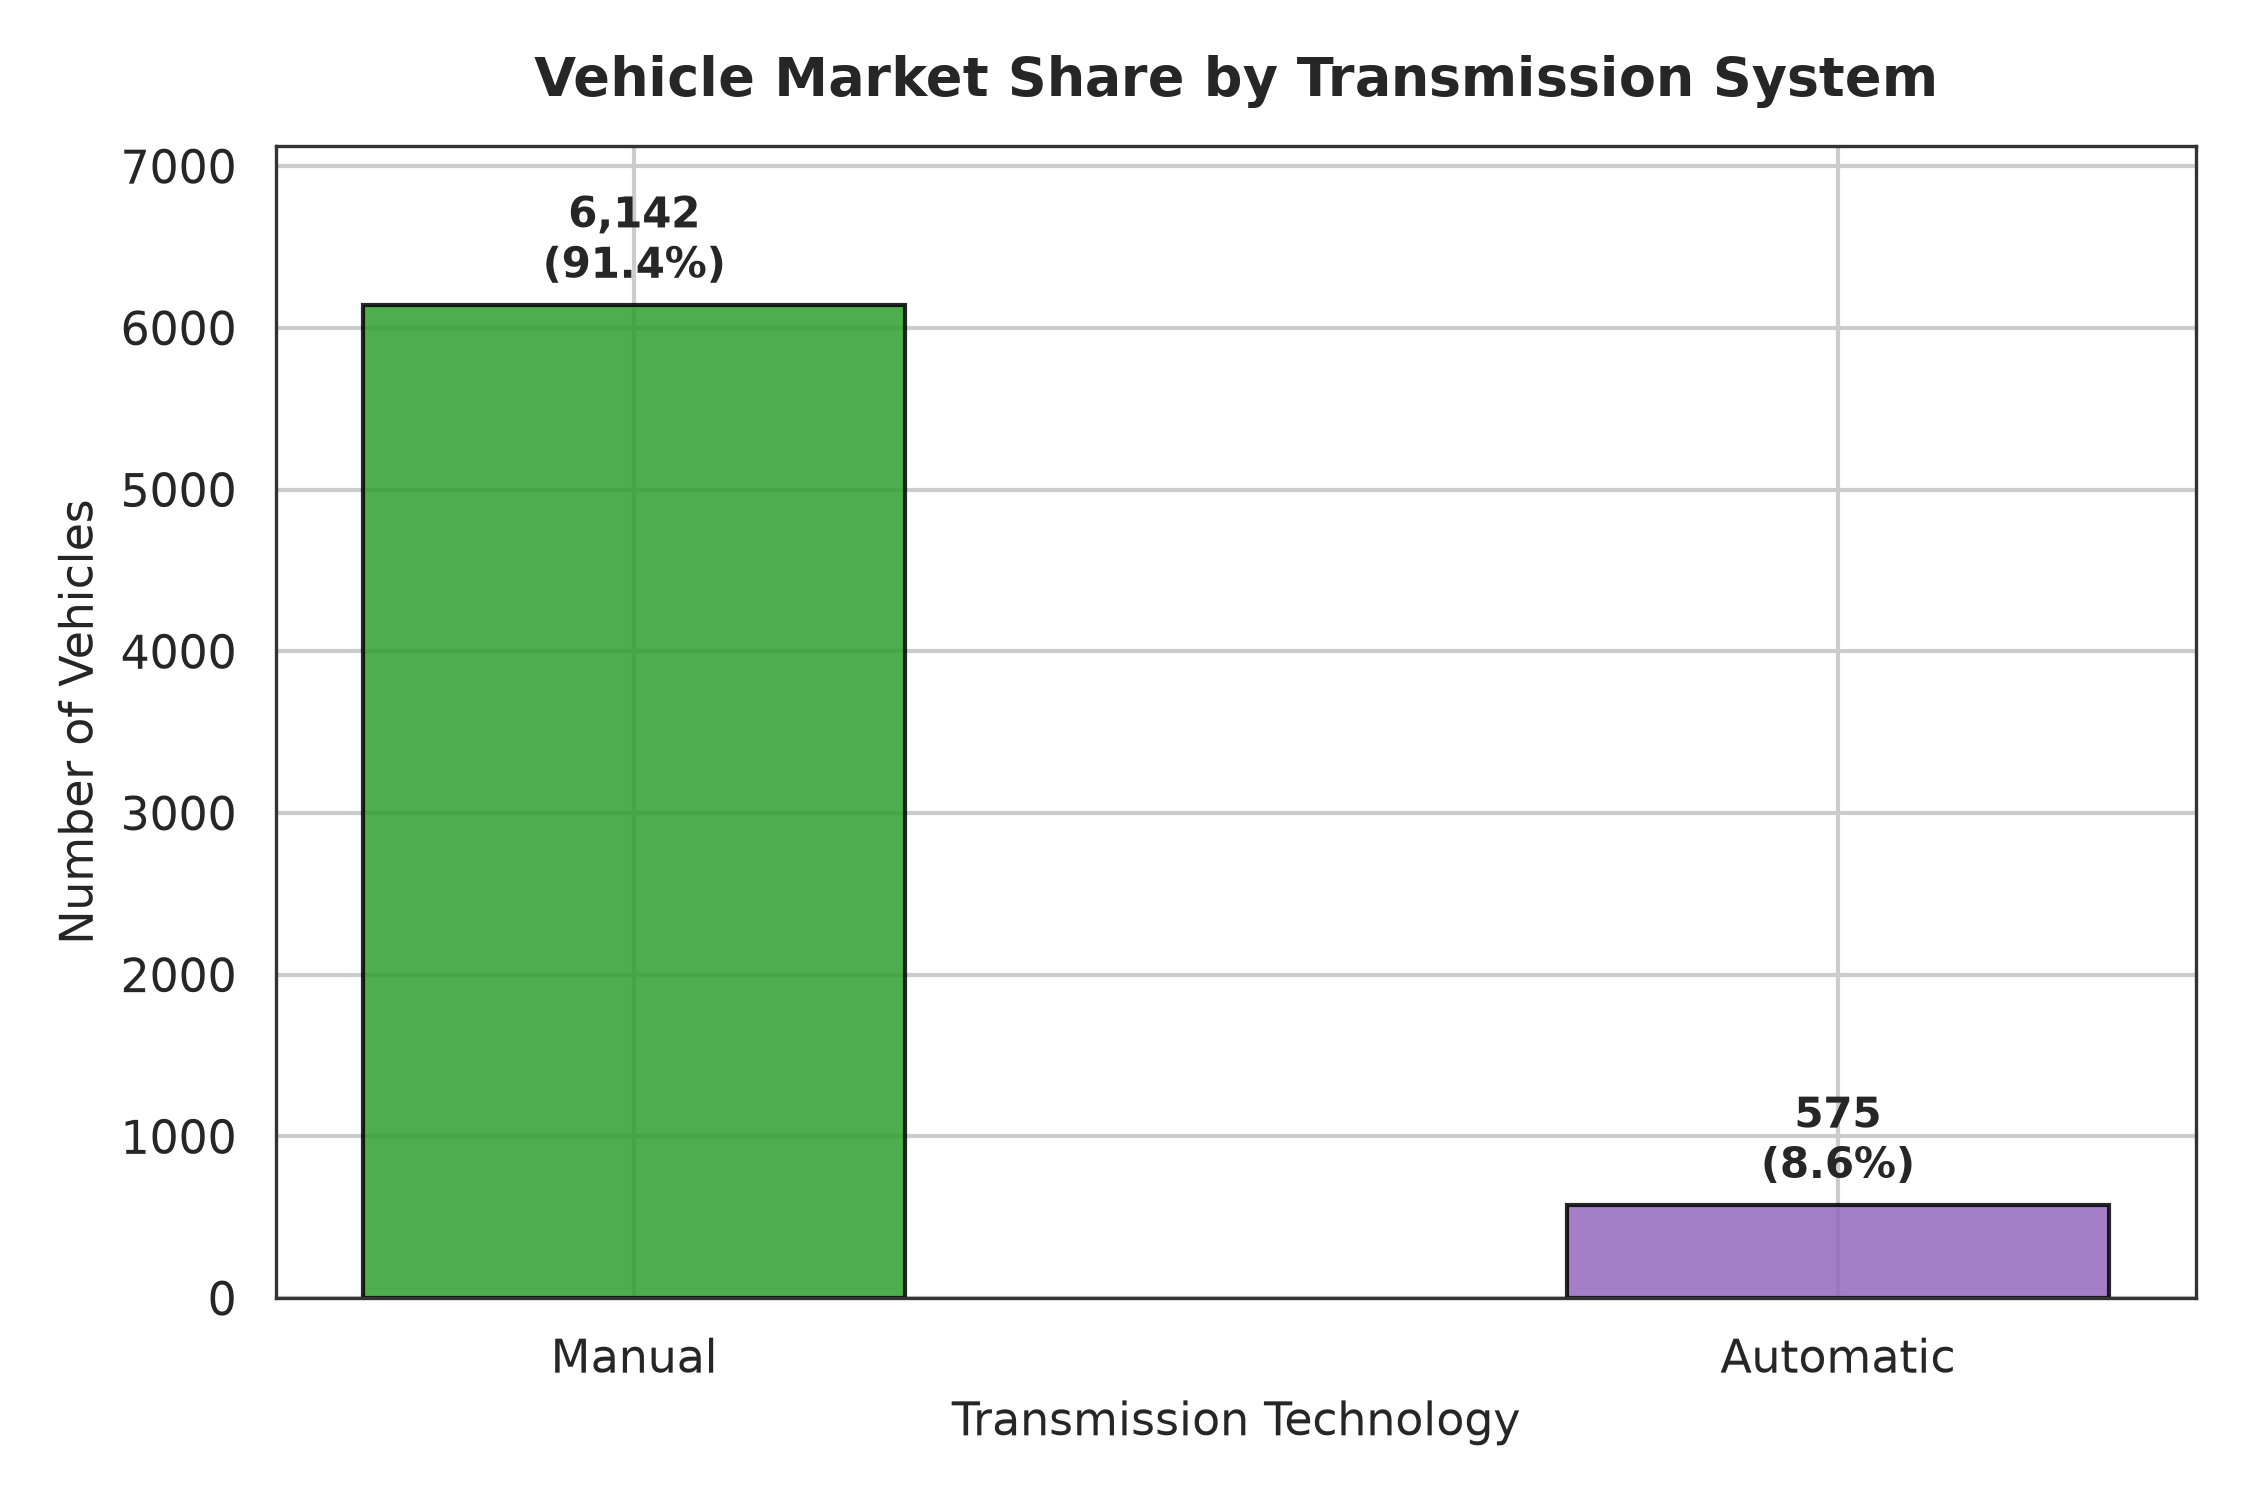 Vehicle Market Share by Transmission System
7000
6000
5000
4000
3000
2000
1000
0
Number of Vehicles
6,142
(91.4%)
575
(8.6%)
Manual
Automatic
Transmission Technology